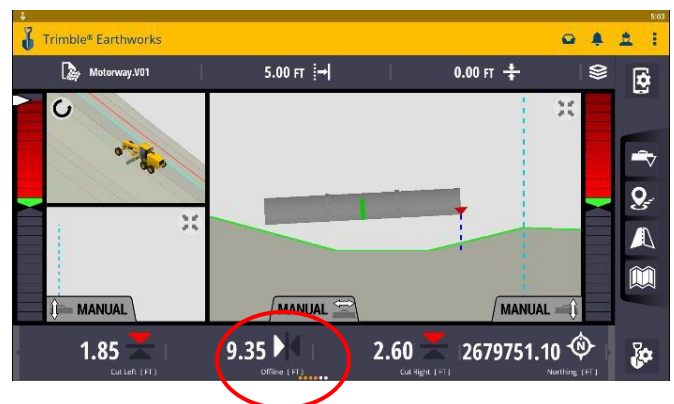 5:03
Trimble® Earthworks
Motorway.V01 5.00 FT 0.00 FT
MANUAL MANUAL MANUAL
1.85 9.35 2.60 2679751.10 N
Cut Left [FT] Offline [FT] Cut Right [FT] Northing [FT]